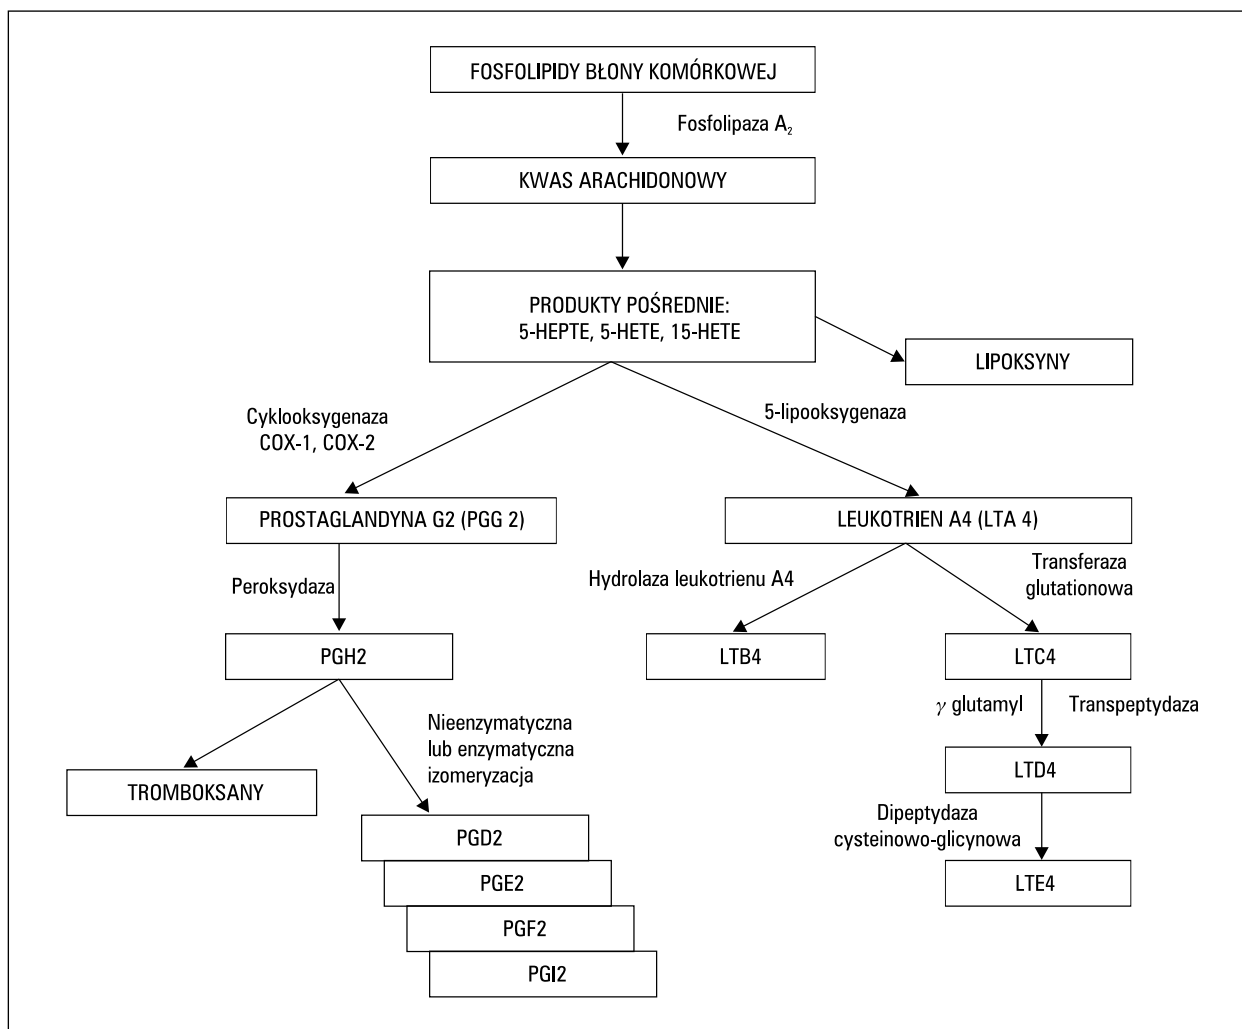 FOSFOLIPIDY BŁONY KOMÓRKOWEJ
Fosfolipaza A₂
KWAS ARACHIDONOWY
PRODUKTY POŚREDNIE:
5-HEPTE, 5-HETE, 15-HETE
LIPOKSYNY
Cyklooksygenaza
COX-1, COX-2
5-lipooksygenaza
PROSTAGLANDYNA G2 (PGG 2)
LEUKOTRIEN A4 (LTA 4)
Peroksydaza
Hydrolaza leukotrienu A4
Transferaza
glutationowa
PGH2
LTB4
LTC4
γ glutamyl
Transpeptydaza
Nieenzymatyczna
lub enzymatyczna
izomeryzacja
TROMBOKSANY
LTD4
Dipeptydaza
cysteinowo-glicynowa
PGD2
PGE2
LTE4
PGF2
PGI2